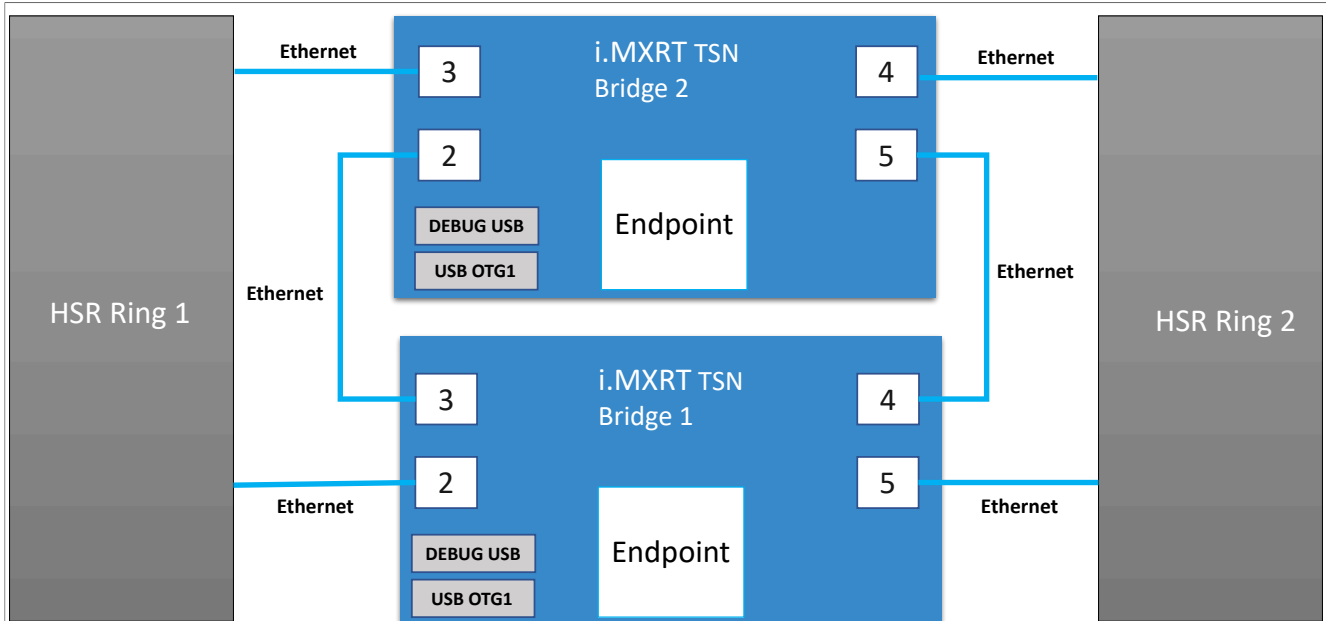 Ethernet
3
i.MXRT TSN
Bridge 2
4
Ethernet
2
5
DEBUG USB
USB OTG1
Endpoint
Ethernet
Ethernet
HSR Ring 1
HSR Ring 2
3
i.MXRT TSN
Bridge 1
4
2
5
Ethernet
Ethernet
DEBUG USB
USB OTG1
Endpoint